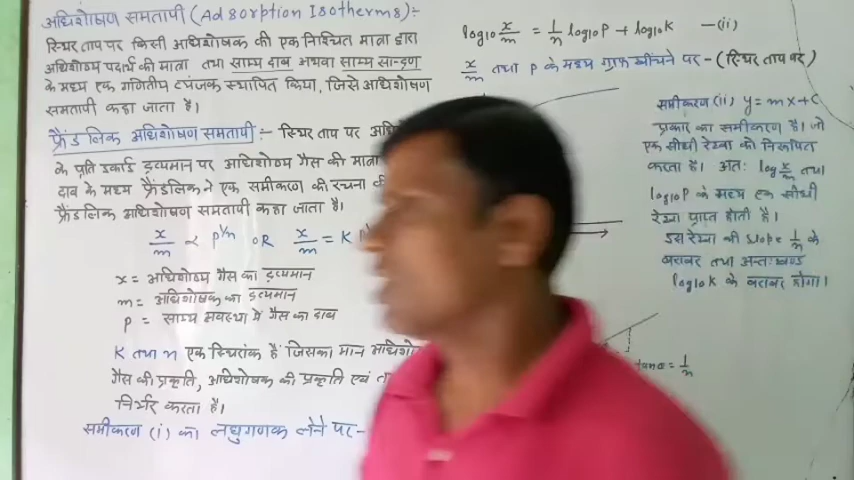 अधिशोषण समतापी (Adsorption Isotherms) :-
स्थिर ताप पर किसी अधिशोषक की एक निश्चित मात्रा द्वारा
अधिशोष्य पदार्थ की मात्रा तथा साम्य दाब अथवा साम्य सान्द्रण
के मध्य एक गणितीय व्यंजक स्थापित किया, जिसे अधिशोषण
समतापी कहा जाता है।
फ्रैंडलिक अधिशोषण समतापी :- स्थिर ताप पर
के प्रति इकाई द्रव्यमान पर अधिशोष्य गैस की मात्रा
दाब के मध्य फ्रैंडलिक ने एक समीकरण की रचना की
फ्रैंडलिक अधिशोषण समतापी कहा जाता है।
x/m ∝ P^1/n OR x/m = K
x = अधिशोष्य गैस का द्रव्यमान
m = अधिशोषक का द्रव्यमान
P = साम्य अवस्था में गैस का दाब
K तथा n एक स्थिरांक हैं जिसका मान
गैस की प्रकृति, अधिशोषक की प्रकृति एवं
निर्भर करता है।
समीकरण (i) का लघुगणक लेने पर-
log10 x/m = 1/n log10 P + log10 K —(ii)
x/m तथा P के मध्य ग्राफ खींचने पर - (स्थिर ताप पर)
समीकरण (ii) y = mx+c
प्रकार का समीकरण है। जो
एक सीधी रेखा को निरूपित
करता है। अतः log x/m तथा
log10 P के मध्य एक सीधी
रेखा प्राप्त होती है।
इस रेखा की slope 1/n के
बराबर तथा अन्तःखण्ड
log10 K के बराबर होगा।
tanθ = 1/n